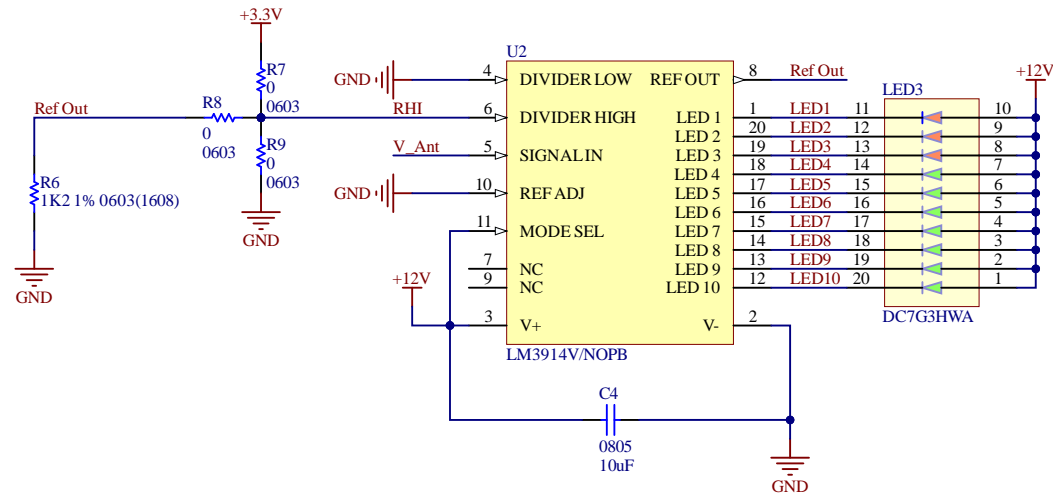 +3.3V
R7
0
0603
Ref Out
R8
0
0603
R9
0
0603
GND
R6
1K2 1% 0603(1608)
GND
RHI
V_Ant
GND
GND
+12V
U2
4 DIVIDER LOW REF OUT 8 Ref Out
6 DIVIDER HIGH LED 1 1 LED1 11 10
LED 2 20 LED2 12 9
5 SIGNAL IN LED 3 19 LED3 13 8
LED 4 18 LED4 14 7
10 REF ADJ LED 5 17 LED5 15 6
LED 6 16 LED6 16 5
11 MODE SEL LED 7 15 LED7 17 4
LED 8 14 LED8 18 3
7 NC LED 9 13 LED9 19 2
9 NC LED 10 12 LED10 20 1
3 V+ V- 2
LM3914V/NOPB
+12V
LED3
DC7G3HWA
C4
0805
10uF
GND